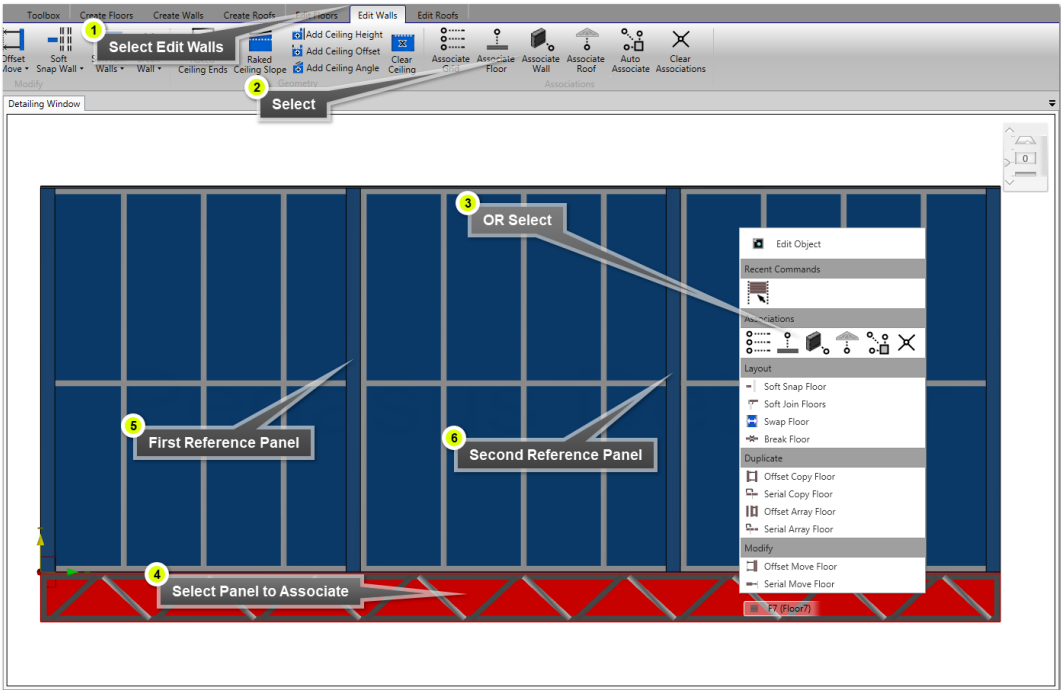 Toolbox Create Floors Create Walls Create Roofs Edit Floors Edit Walls Edit Roofs
1
Select Edit Walls
Offset Move
Soft Snap Wall
Walls
Wall
Ceiling Ends
Raked Ceiling Slope
Add Ceiling Height
Add Ceiling Offset
Add Ceiling Angle
Clear Ceiling
Associate Grid
Associate Floor
Associate Wall
Associate Roof
Auto Associate
Clear Associations
Modify
Geometry
Associations
2
Select
Detailing Window
0
3
OR Select
Edit Object
Recent Commands
Associations
Layout
Soft Snap Floor
Soft Join Floors
Swap Floor
Break Floor
Duplicate
Offset Copy Floor
Serial Copy Floor
Offset Array Floor
Serial Array Floor
Modify
Offset Move Floor
Serial Move Floor
F7 (Floor7)
5
First Reference Panel
6
Second Reference Panel
4
Select Panel to Associate